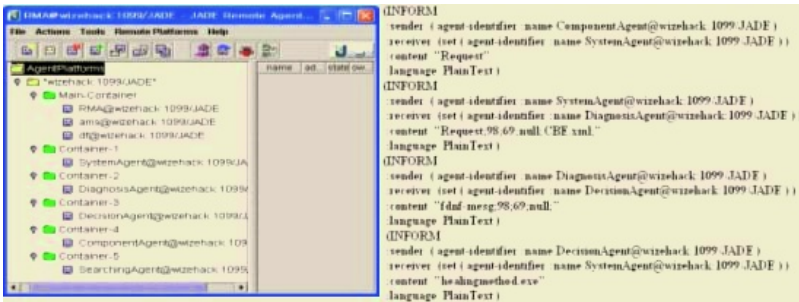 RMA@wizehack:1099/JADE - JADE Remote Agent...
File Actions Tools Remote Platforms Help
AgentPlatforms
"wizehack:1099/JADE"
Main-Container
RMA@wizehack:1099/JADE
ams@wizehack:1099/JADE
df@wizehack:1099/JADE
Container-1
SystemAgent@wizehack:1099/JA
Container-2
DiagnosisAgent@wizehack:1099/
Container-3
DecisionAgent@wizehack:1099/J
Container-4
ComponentAgent@wizehack:109
Container-5
SearchingAgent@wizehack:1099
name ad... state ow...
(INFORM
:sender ( agent-identifier :name ComponentAgent@wizehack:1099/JADE )
:receiver (set ( agent-identifier :name SystemAgent@wizehack:1099/JADE ) )
:content "Request"
:language PlainText )
(INFORM
:sender ( agent-identifier :name SystemAgent@wizehack:1099/JADE )
:receiver (set ( agent-identifier :name DiagnosisAgent@wizehack:1099/JADE ) )
:content "Request;98;69;null;CBF.xml;"
:language PlainText )
(INFORM
:sender ( agent-identifier :name DiagnosisAgent@wizehack:1099/JADE )
:receiver (set ( agent-identifier :name DecisionAgent@wizehack:1099/JADE ) )
:content "fdnf-mesg;98;69;null;"
:language PlainText )
(INFORM
:sender ( agent-identifier :name DecisionAgent@wizehack:1099/JADE )
:receiver (set ( agent-identifier :name SystemAgent@wizehack:1099/JADE ) )
:content "healingmethod.exe"
:language PlainText )